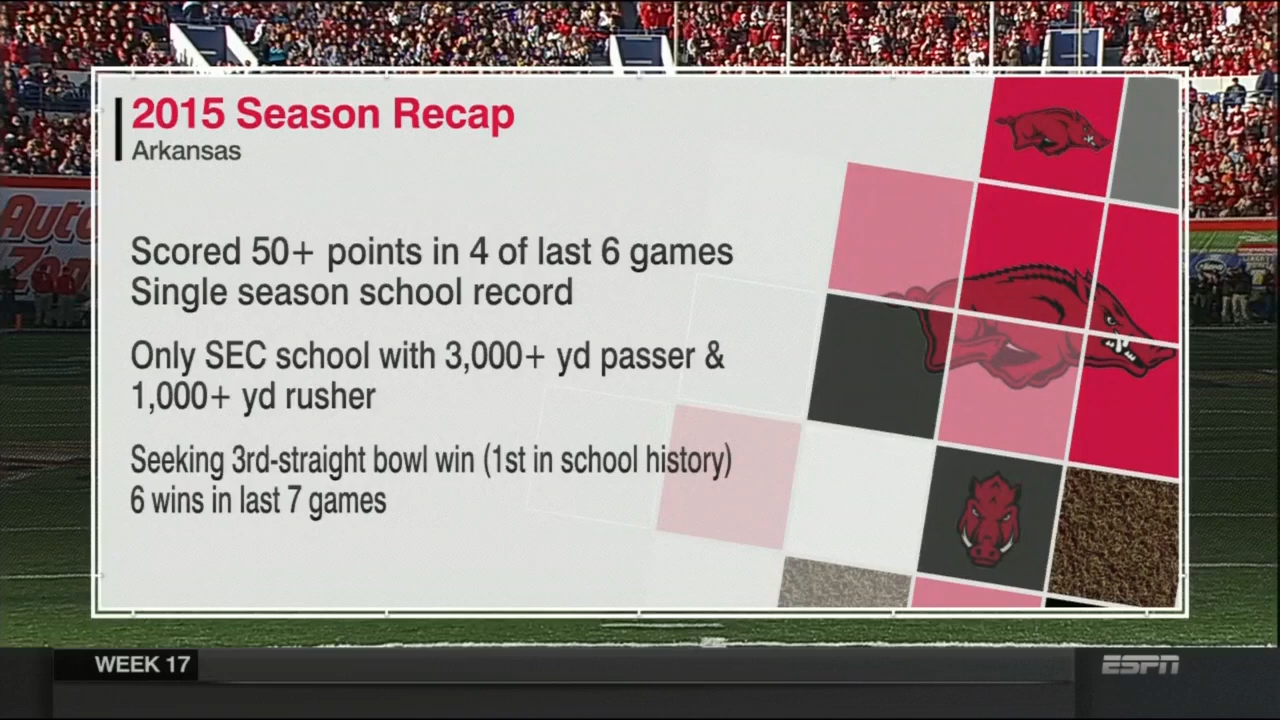 2015 Season Recap
Arkansas
Scored 50+ points in 4 of last 6 games
Single season school record
Only SEC school with 3,000+ yd passer &
1,000+ yd rusher
Seeking 3rd-straight bowl win (1st in school history)
6 wins in last 7 games
Auto
Zone
WEEK 17
ESPN